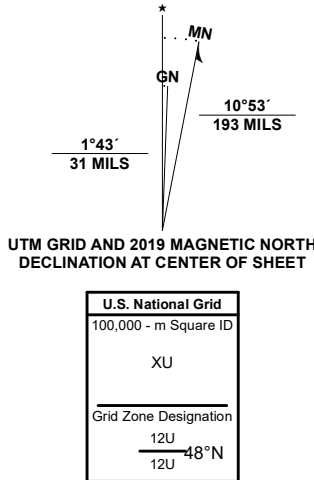 ★
MN
GN
10°53´
193 MILS
1°43´
31 MILS
UTM GRID AND 2019 MAGNETIC NORTH
DECLINATION AT CENTER OF SHEET
U.S. National Grid
100,000 - m Square ID
XU
Grid Zone Designation
12U
48°N
12U